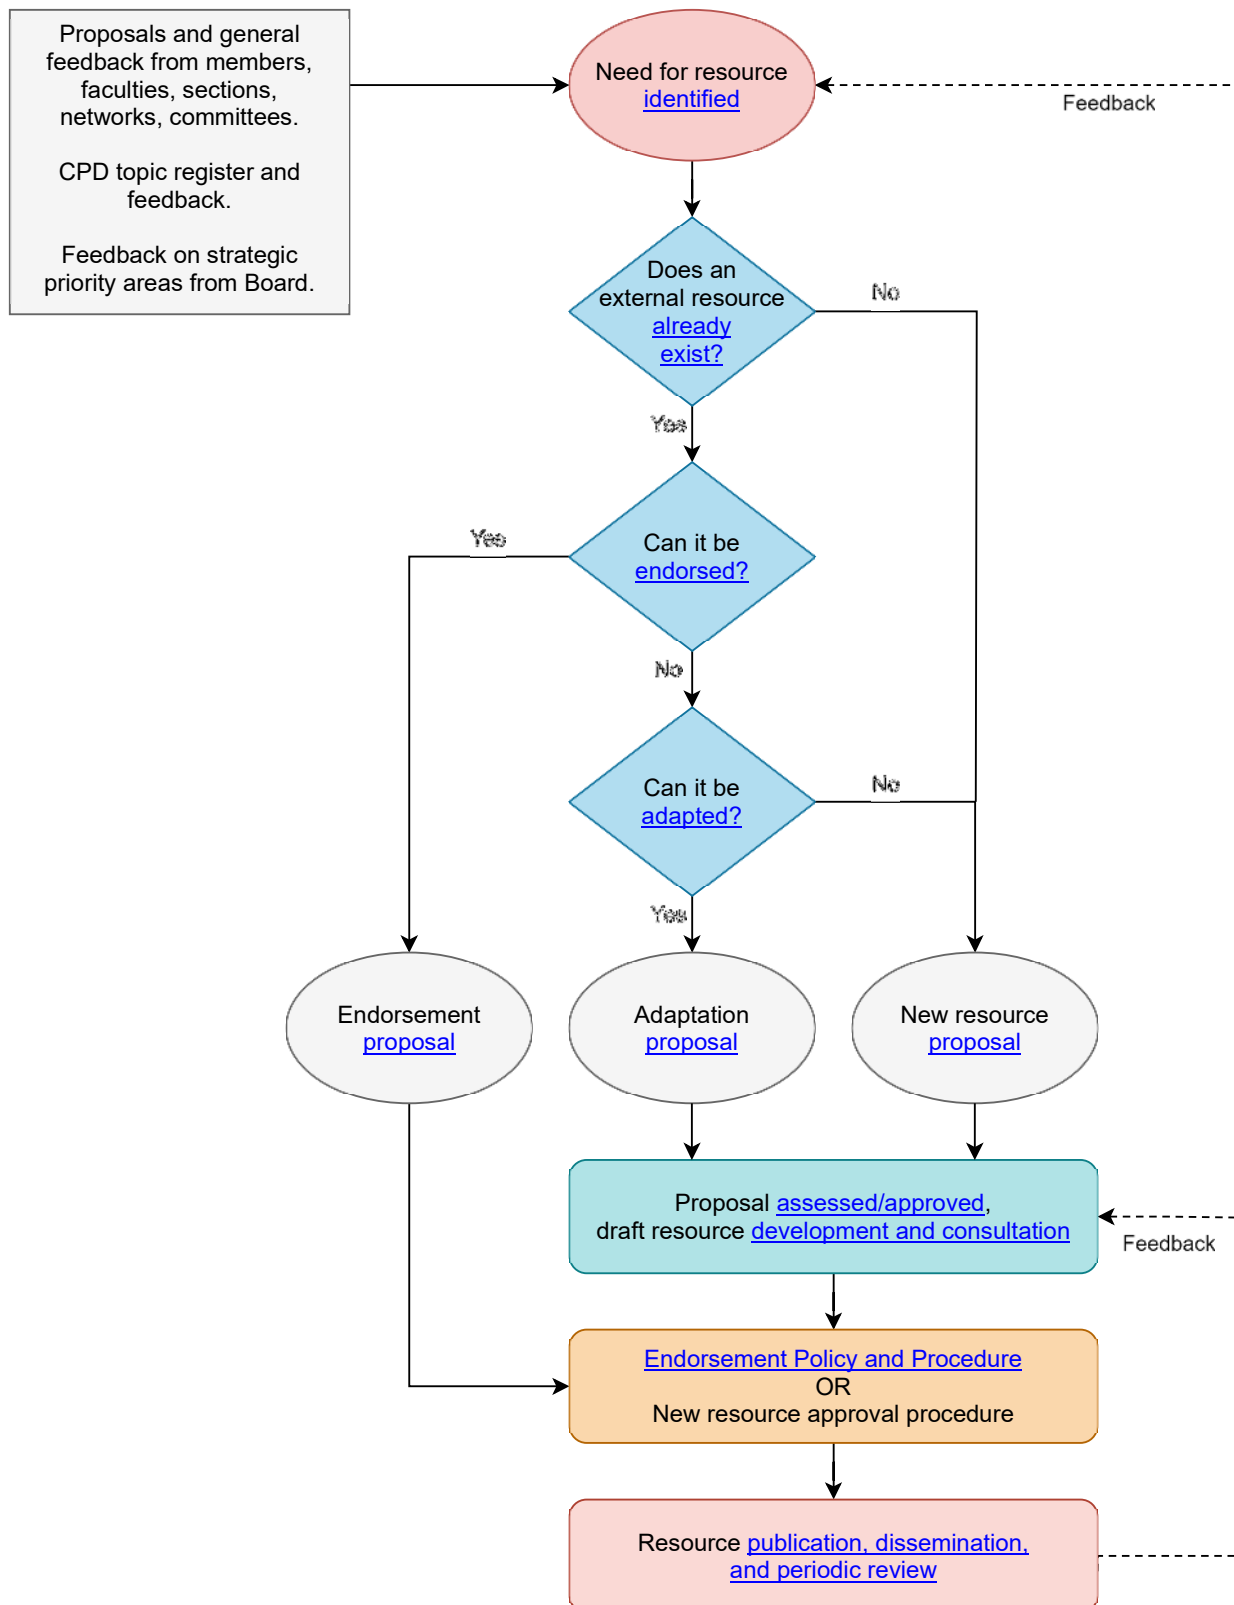 Proposals and general
feedback from members,
faculties, sections,
networks, committees.
CPD topic register and
feedback.
Feedback on strategic
priority areas from Board.
Need for resource
identified
Feedback
Does an
external resource
already
exist?
No
Yes
Can it be
endorsed?
Yes
No
Can it be
adapted?
No
Yes
Endorsement
proposal
Adaptation
proposal
New resource
proposal
Proposal assessed/approved,
draft resource development and consultation
Feedback
Endorsement Policy and Procedure
OR
New resource approval procedure
Resource publication, dissemination,
and periodic review